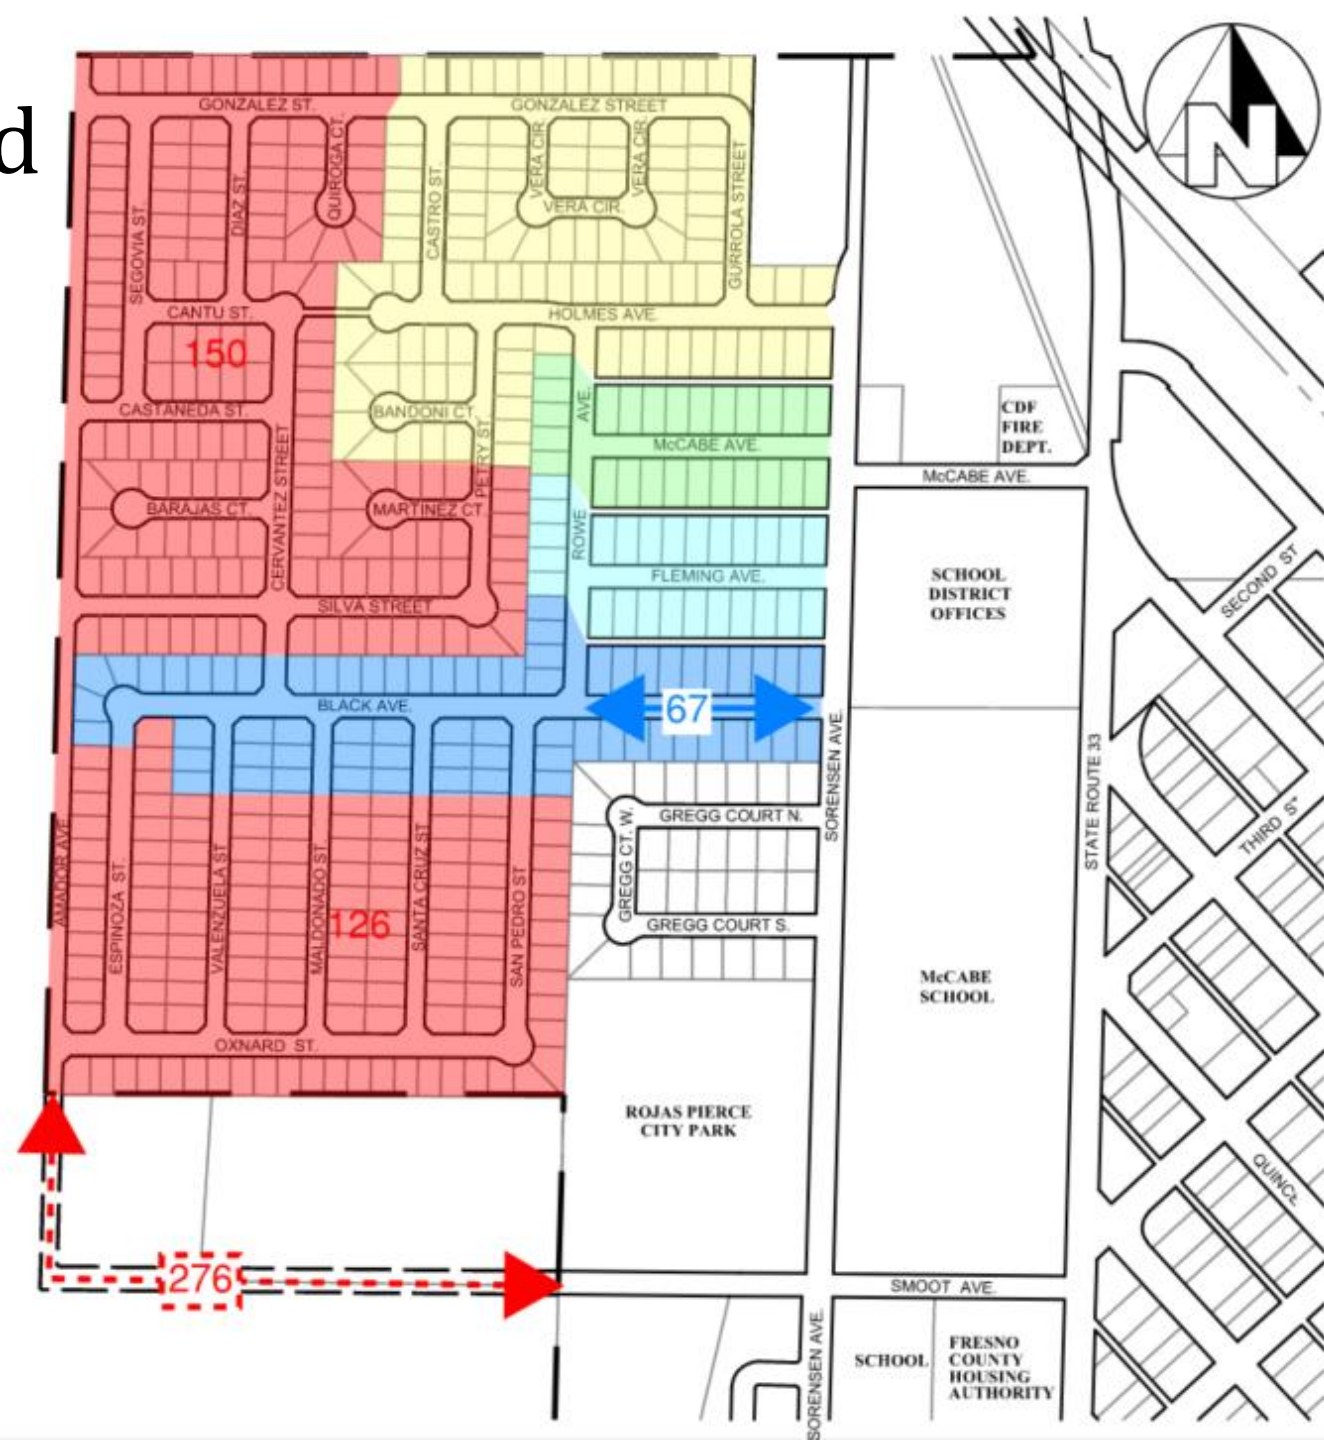 d
N
GONZALEZ ST.
GONZALEZ STREET
QUIROGA CT.
VERA CIR.
VERA CIR.
VERA CIR.
DIAZ ST.
CASTRO ST.
GURROLA STREET
SEGOVIA ST.
CANTU ST.
HOLMES AVE.
150
CASTANEDA ST.
BANDONI CT.
AVE.
McCABE AVE.
CDF
FIRE
DEPT.
McCABE AVE.
CERVANTEZ STREET
PETRY ST.
BARAJAS CT.
MARTINEZ CT.
ROWE
FLEMING AVE.
SCHOOL
DISTRICT
OFFICES
SECOND ST
SILVA STREET
BLACK AVE.
67
SORENSEN AVE.
STATE ROUTE 33
THIRD ST
GREGG COURT N.
GREGG CT. W.
GREGG COURT S.
AMADOR AVE.
ESPINOZA ST.
VALENZUELA ST
MALDONADO ST.
126
SANTA CRUZ ST
SAN PEDRO ST
McCABE
SCHOOL
OXNARD ST.
ROJAS PIERCE
CITY PARK
QUINCE
276
SMOOT AVE.
SORENSEN AVE.
SCHOOL
FRESNO
COUNTY
HOUSING
AUTHORITY